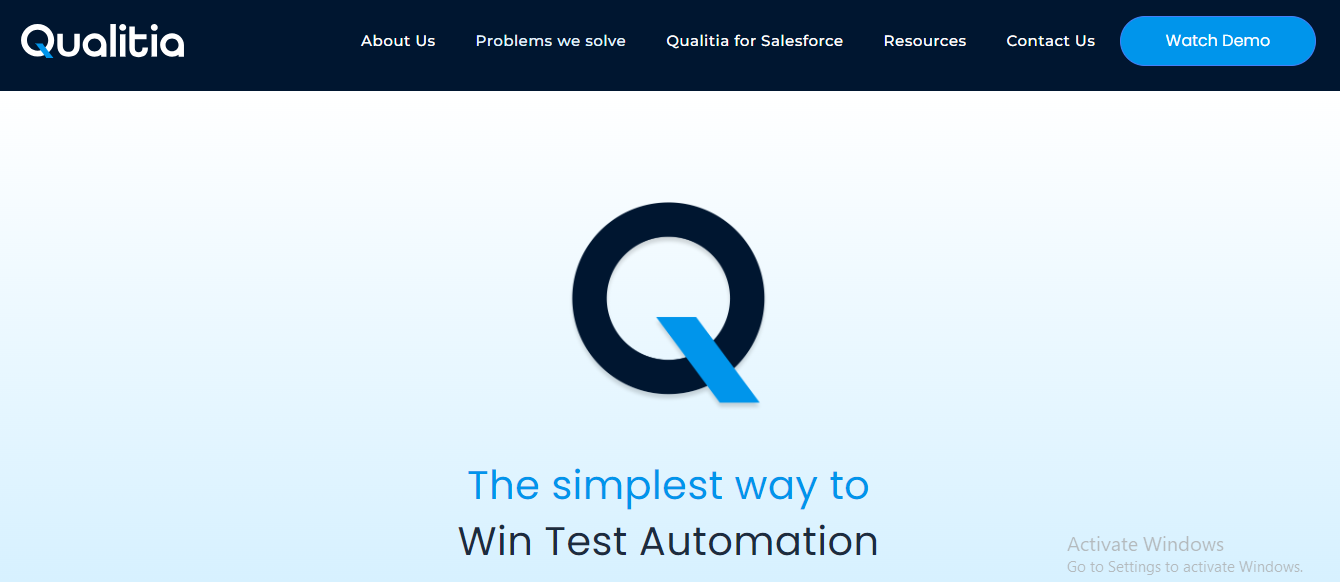 Qualitia
About Us
Problems we solve
Qualitia for Salesforce
Resources
Contact Us
Watch Demo
Q
The simplest way to
Win Test Automation
Activate Windows
Go to Settings to activate Windows.